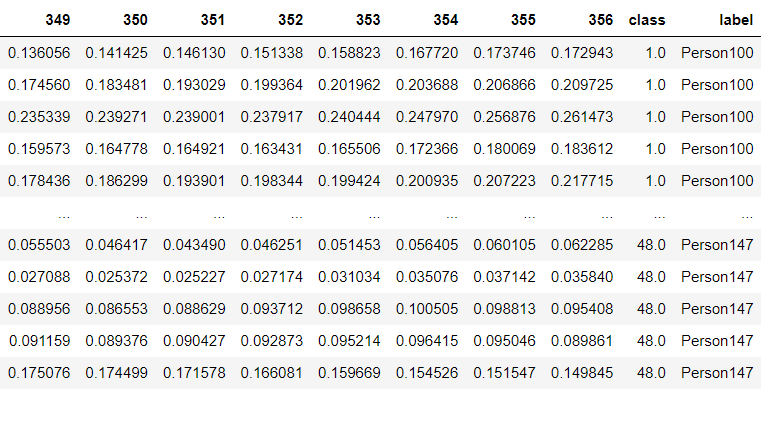 349 350 351 352 353 354 355 356 class label
0.136056 0.141425 0.146130 0.151338 0.158823 0.167720 0.173746 0.172943 1.0 Person100
0.174560 0.183481 0.193029 0.199364 0.201962 0.203688 0.206866 0.209725 1.0 Person100
0.235339 0.239271 0.239001 0.237917 0.240444 0.247970 0.256876 0.261473 1.0 Person100
0.159573 0.164778 0.164921 0.163431 0.165506 0.172366 0.180069 0.183612 1.0 Person100
0.178436 0.186299 0.193901 0.198344 0.199424 0.200935 0.207223 0.217715 1.0 Person100
... ... ... ... ... ... ... ... ... ...
0.055503 0.046417 0.043490 0.046251 0.051453 0.056405 0.060105 0.062285 48.0 Person147
0.027088 0.025372 0.025227 0.027174 0.031034 0.035076 0.037142 0.035840 48.0 Person147
0.088956 0.086553 0.088629 0.093712 0.098658 0.100505 0.098813 0.095408 48.0 Person147
0.091159 0.089376 0.090427 0.092873 0.095214 0.096415 0.095046 0.089861 48.0 Person147
0.175076 0.174499 0.171578 0.166081 0.159669 0.154526 0.151547 0.149845 48.0 Person147